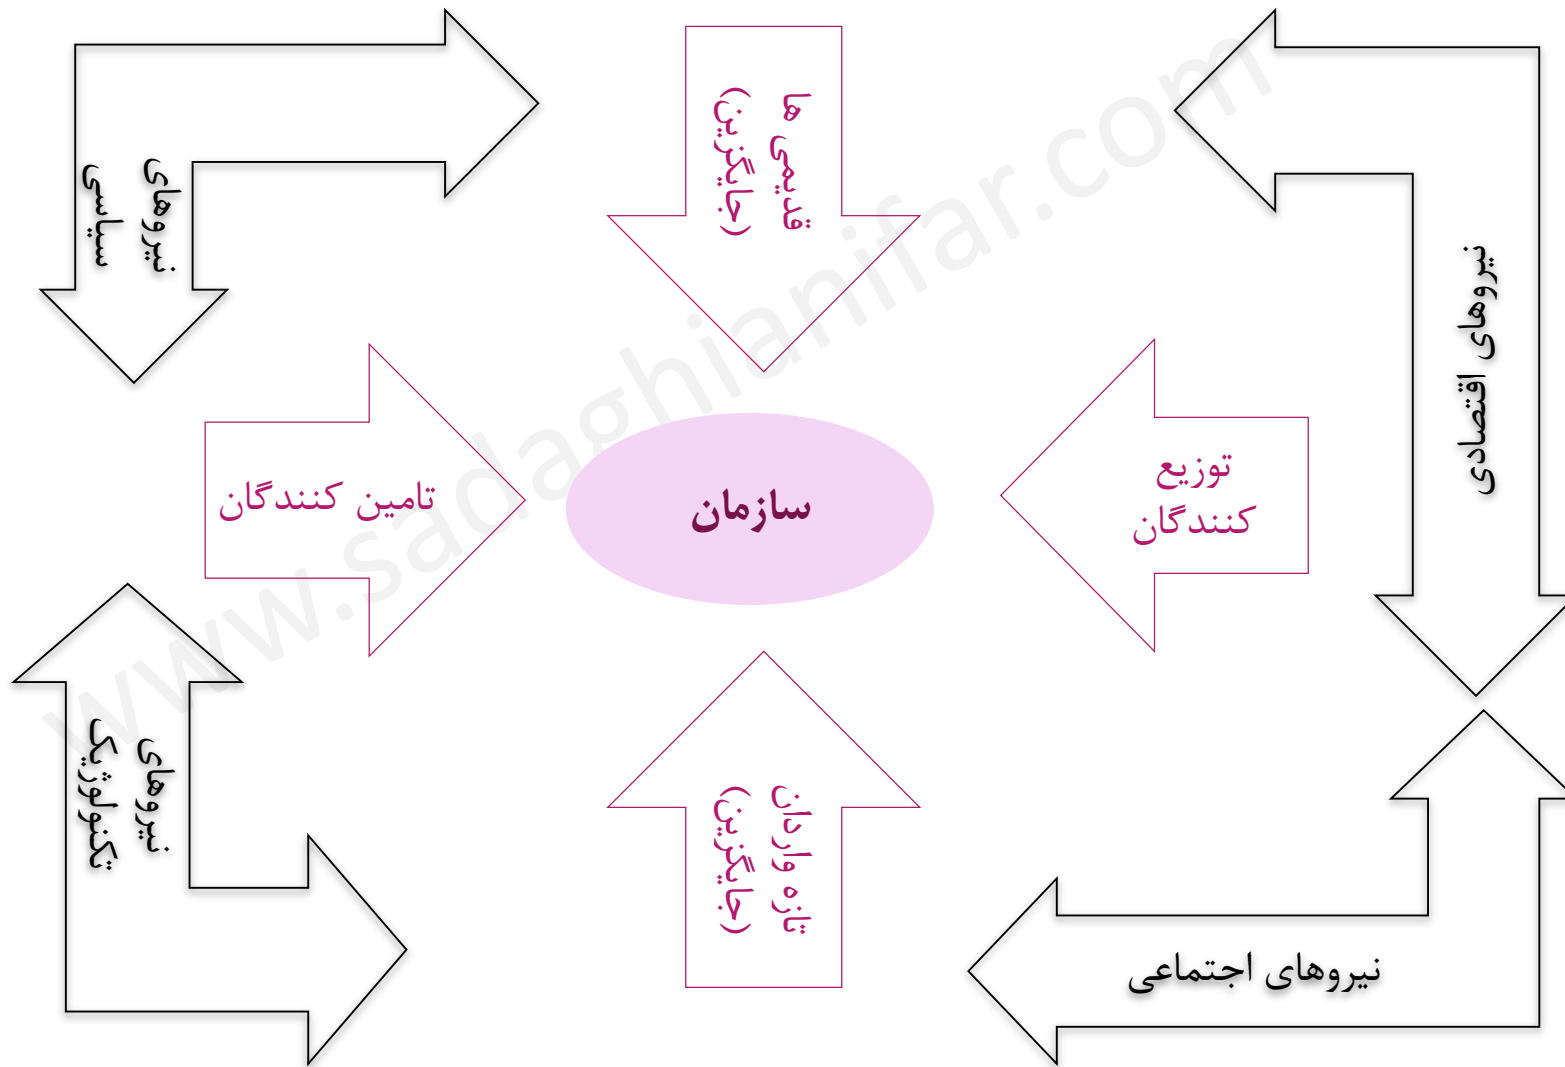 نیروهای
سیاسی
قدیمی ها
(جایگزین)
نیروهای اقتصادی
تامین کنندگان
سازمان
توزیع
کنندگان
نیروهای
تکنولوژیک
تازه واردان
(جایگزین)
نیروهای اجتماعی
www.sadaghianifar.com